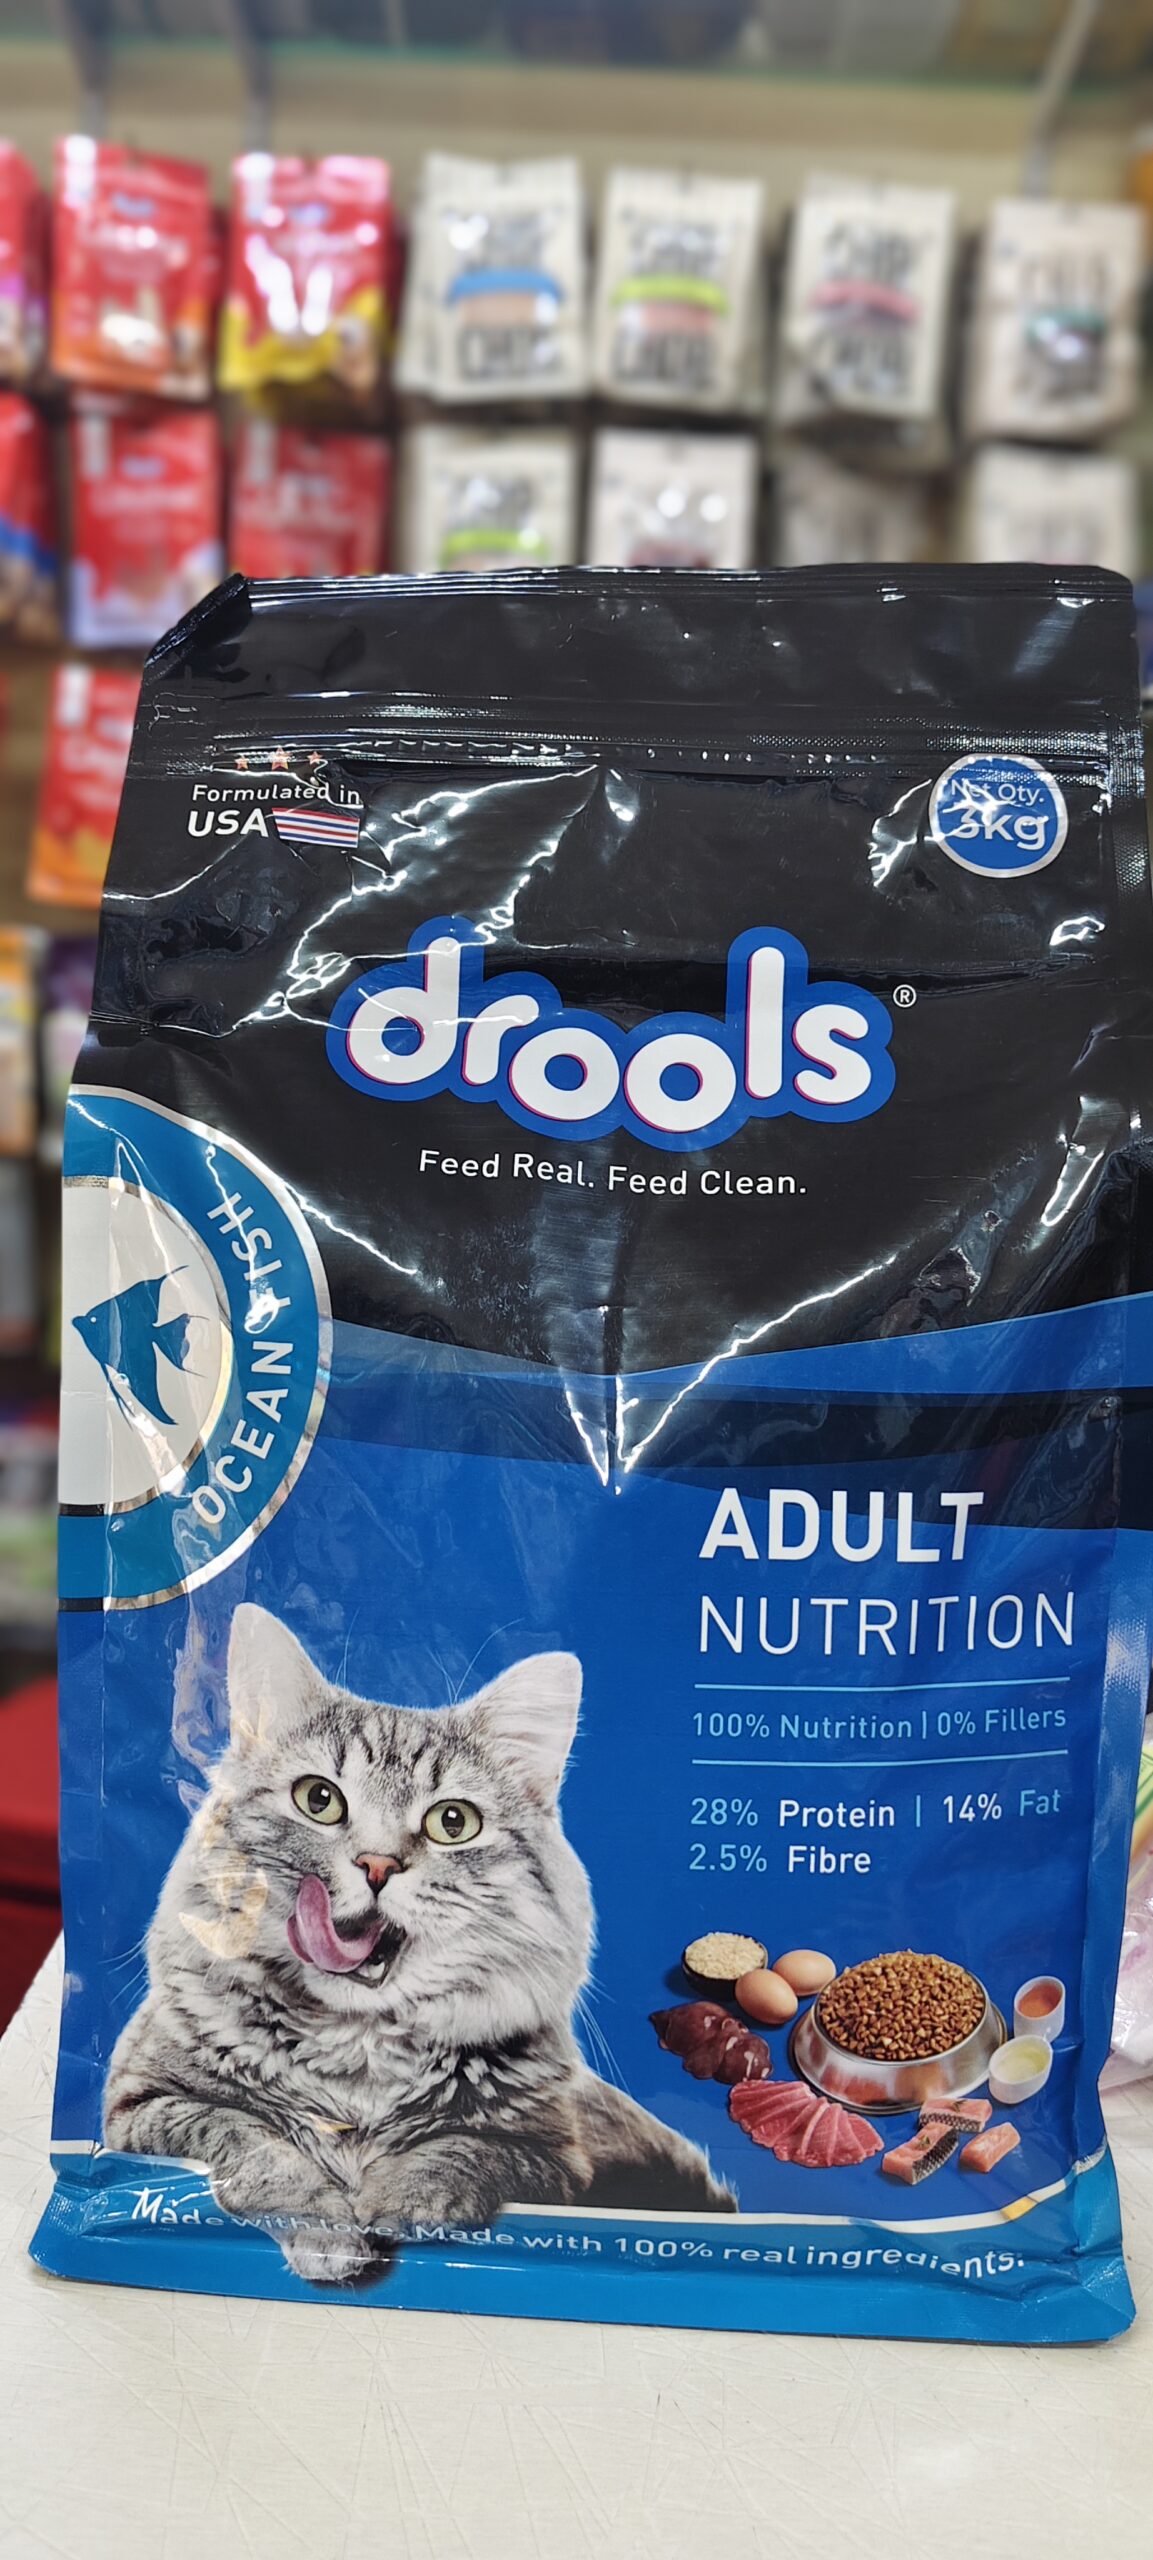 Formulated in
USA
Net Qty.
3kg
drools®
Feed Real. Feed Clean.
OCEAN FISH
ADULT
NUTRITION
100% Nutrition | 0% Fillers
28% Protein | 14% Fat
2.5% Fibre
Made with love. Made with 100% real ingredients.